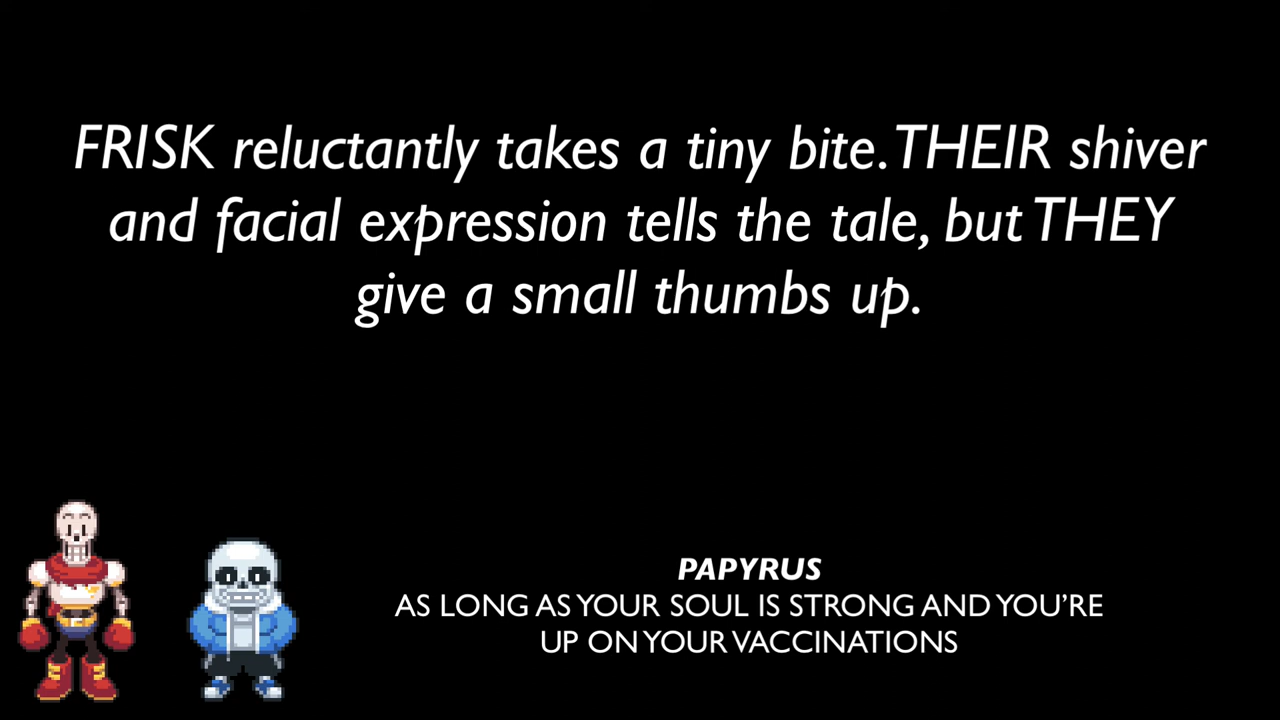 FRISK reluctantly takes a tiny bite. THEIR shiver
and facial expression tells the tale, but THEY
give a small thumbs up.
PAPYRUS
AS LONG AS YOUR SOUL IS STRONG AND YOU’RE
UP ON YOUR VACCINATIONS